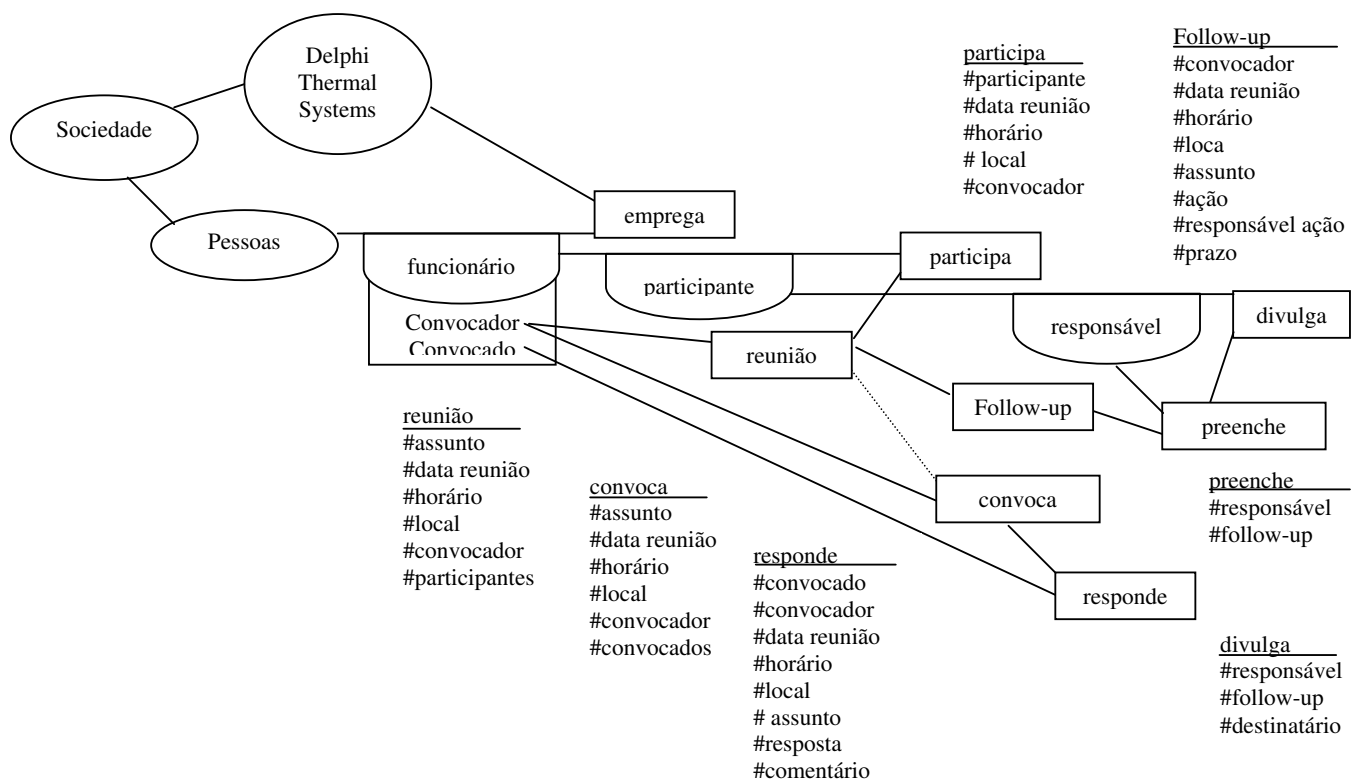 Delphi
Thermal
Systems
Sociedade
Pessoas
emprega
funcionário
participante
participa
Convocador
Convocado
reunião
responsável
divulga
Follow-up
preenche
convoca
responde
participa
#participante
#data reunião
#horário
# local
#convocador
Follow-up
#convocador
#data reunião
#horário
#loca
#assunto
#ação
#responsável ação
#prazo
reunião
#assunto
#data reunião
#horário
#local
#convocador
#participantes
convoca
#assunto
#data reunião
#horário
#local
#convocador
#convocados
responde
#convocado
#convocador
#data reunião
#horário
#local
# assunto
#resposta
#comentário
preenche
#responsável
#follow-up
divulga
#responsável
#follow-up
#destinatário